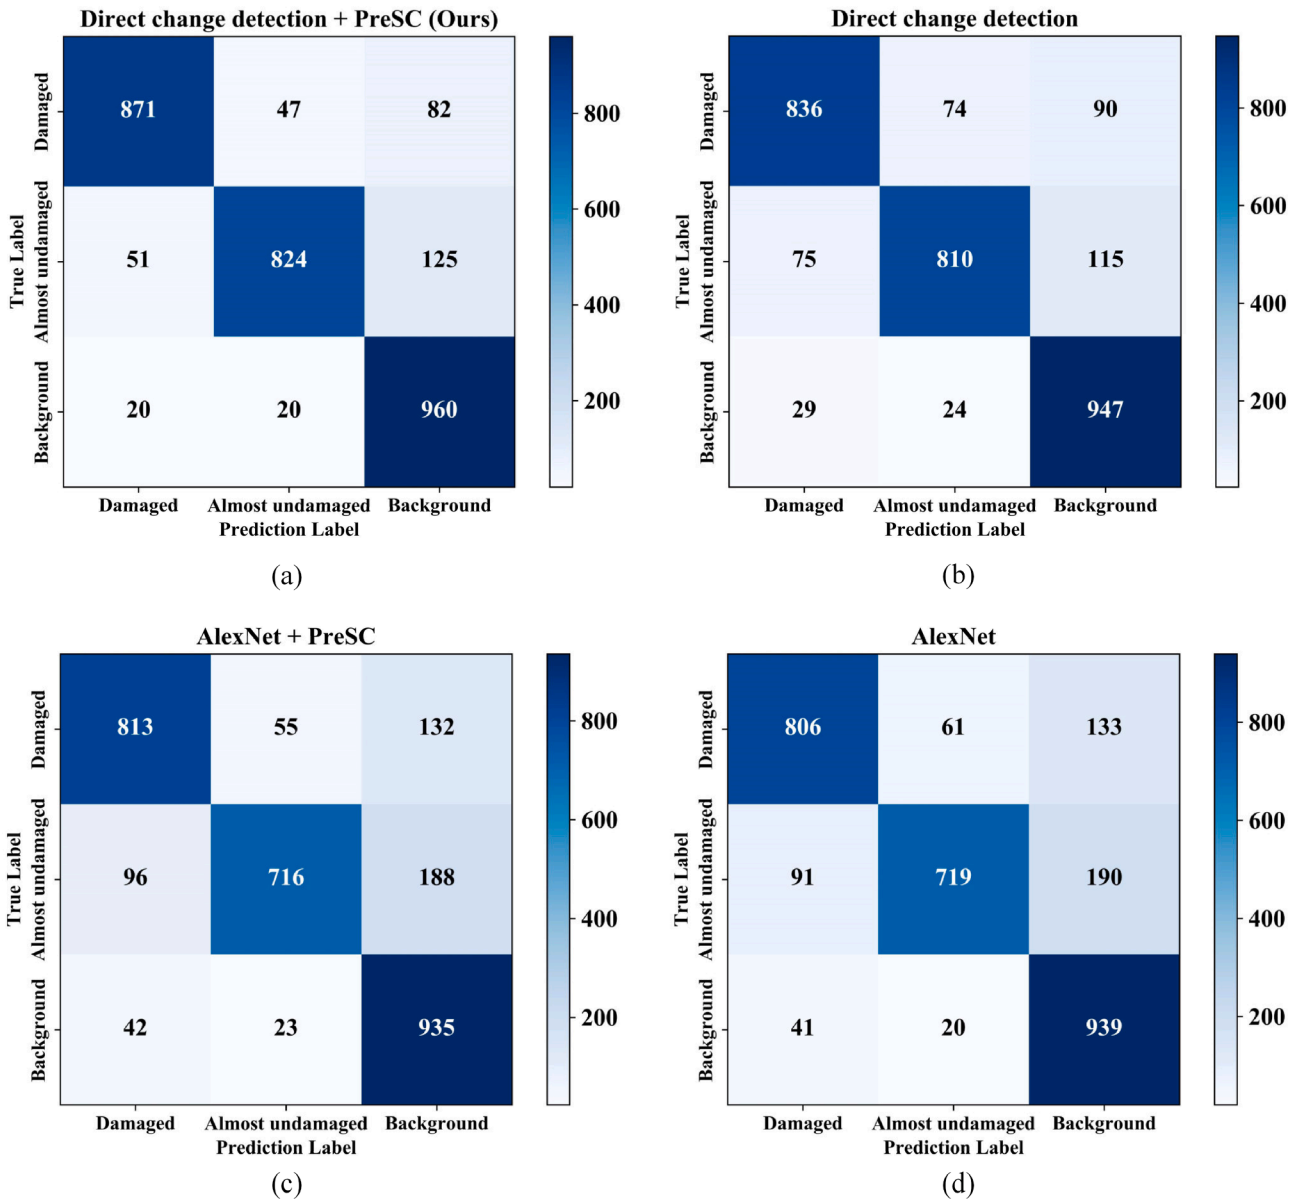 Direct change detection + PreSC (Ours)
Damaged
871
47
82
800
True Label
Almost undamaged
51
824
125
600
400
Background
20
20
960
200
Damaged
Almost undamaged
Background
Prediction Label
(a)
Direct change detection
Damaged
836
74
90
800
True Label
Almost undamaged
75
810
115
600
400
Background
29
24
947
200
Damaged
Almost undamaged
Background
Prediction Label
(b)
AlexNet + PreSC
Damaged
813
55
132
800
True Label
Almost undamaged
96
716
188
600
400
Background
42
23
935
200
Damaged
Almost undamaged
Background
Prediction Label
(c)
AlexNet
Damaged
806
61
133
800
True Label
Almost undamaged
91
719
190
600
400
Background
41
20
939
200
Damaged
Almost undamaged
Background
Prediction Label
(d)